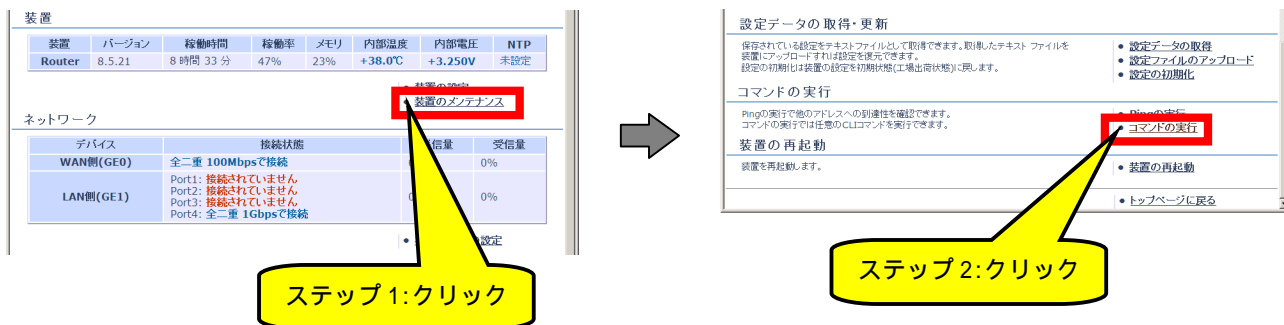 装置
装置 バージョン 稼働時間 稼働率 メモリ 内部温度 内部電圧 NTP
Router 8.5.21 8 時間 33 分 47% 23% +38.0℃ +3.250V 未設定
装置の設定
装置のメンテナンス
ネットワーク
デバイス 接続状態 信量 受信量
WAN側(GE0) 全二重 100Mbpsで接続 0%
LAN側(GE1)
Port1: 接続されていません
Port2: 接続されていません
Port3: 接続されていません
Port4: 全二重 1Gbpsで接続
0%
設定
ステップ 1:クリック
設定データの取得・更新
保存されている設定をテキストファイルとして取得できます。取得したテキスト ファイルを
装置にアップロードすれば設定を復元できます。
設定の初期化は装置の設定を初期状態(工場出荷状態)に戻します。
設定データの取得
設定ファイルのアップロード
設定の初期化
コマンドの実行
Pingの実行で他のアドレスへの到達性を確認できます。
コマンドの実行では任意のCLIコマンドを実行できます。
Pingの実行
コマンドの実行
装置の再起動
装置を再起動します。
装置の再起動
トップページに戻る
ステップ 2:クリック